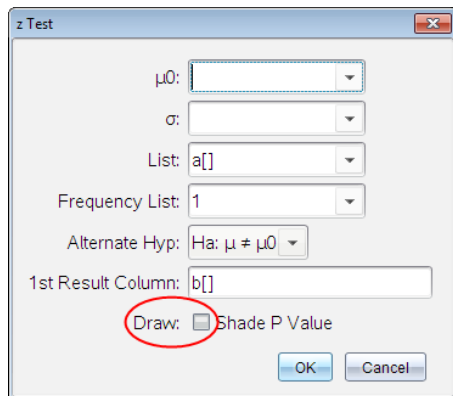 z Test
μ0:
σ:
List: a[]
Frequency List: 1
Alternate Hyp: Ha: μ ≠ μ0
1st Result Column: b[]
Draw: Shade P Value
OK Cancel